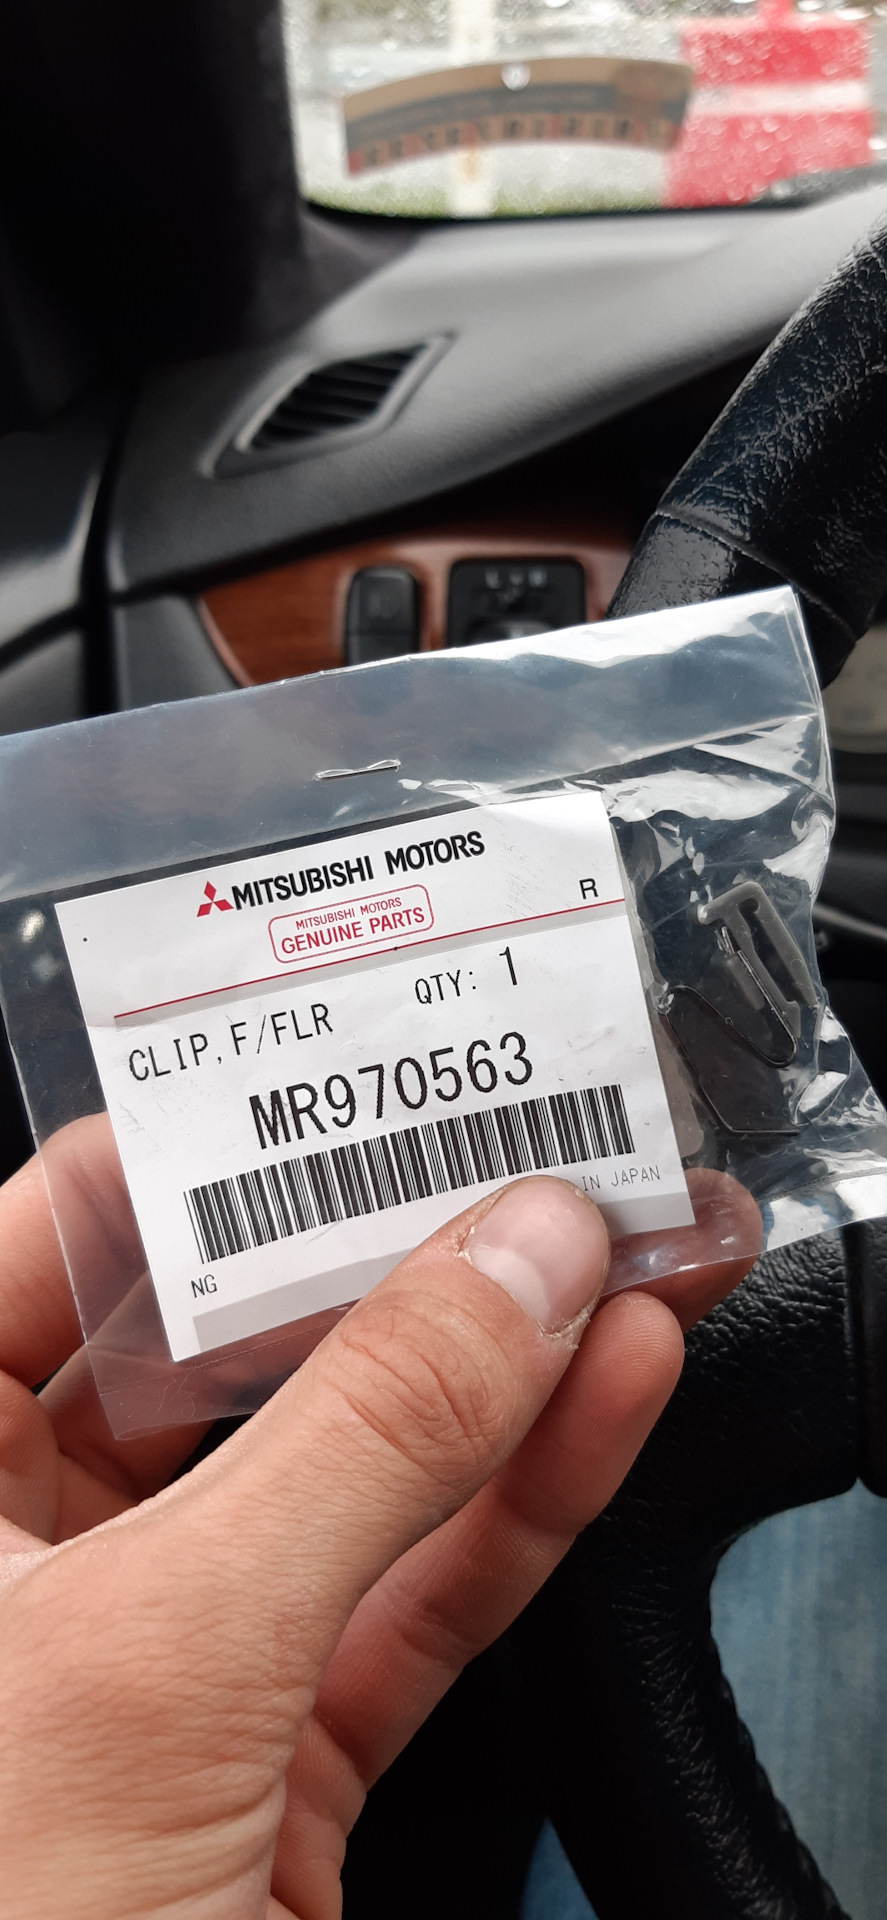 MITSUBISHI MOTORS
MITSUBISHI MOTORS
GENUINE PARTS
R
QTY: 1
CLIP,F/FLR
MR970563
IN JAPAN
NG